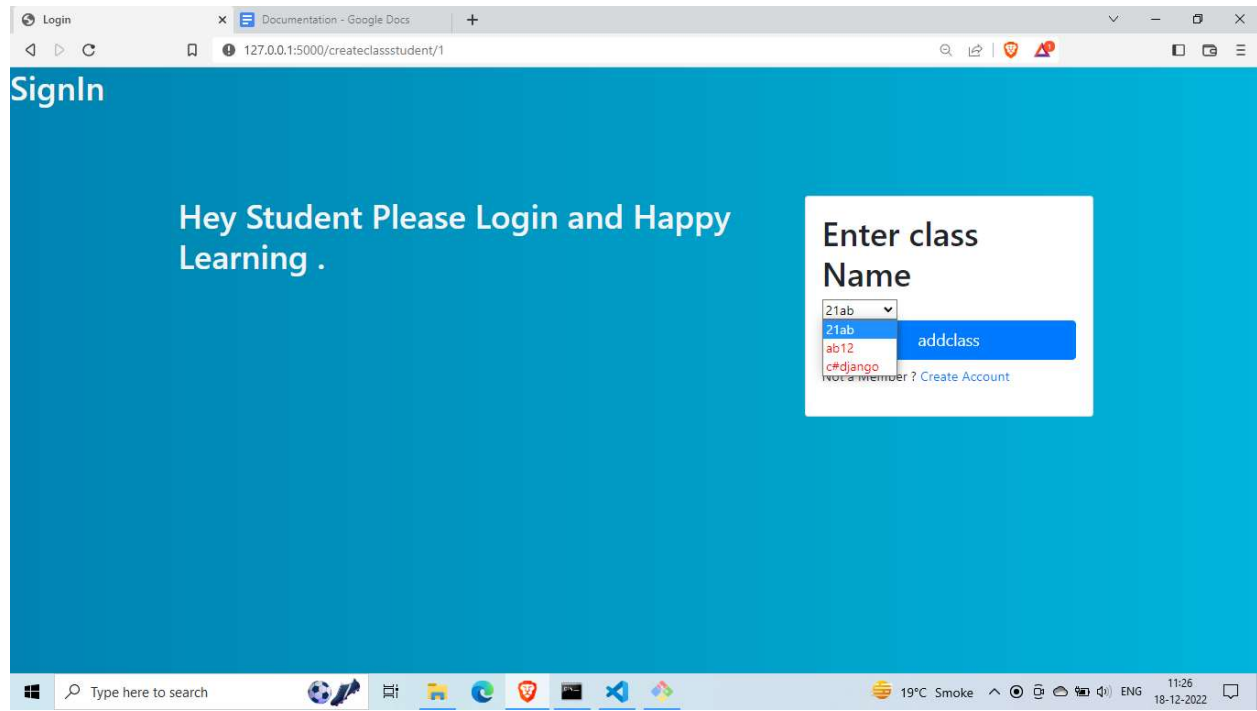 Login
Documentation - Google Docs
127.0.0.1:5000/createclassstudent/1
SignIn
Hey Student Please Login and Happy
Learning .
Enter class
Name
21ab
21ab
ab12
c#django
addclass
Not a Member ? Create Account
Type here to search
19°C Smoke
ENG
11:26
18-12-2022